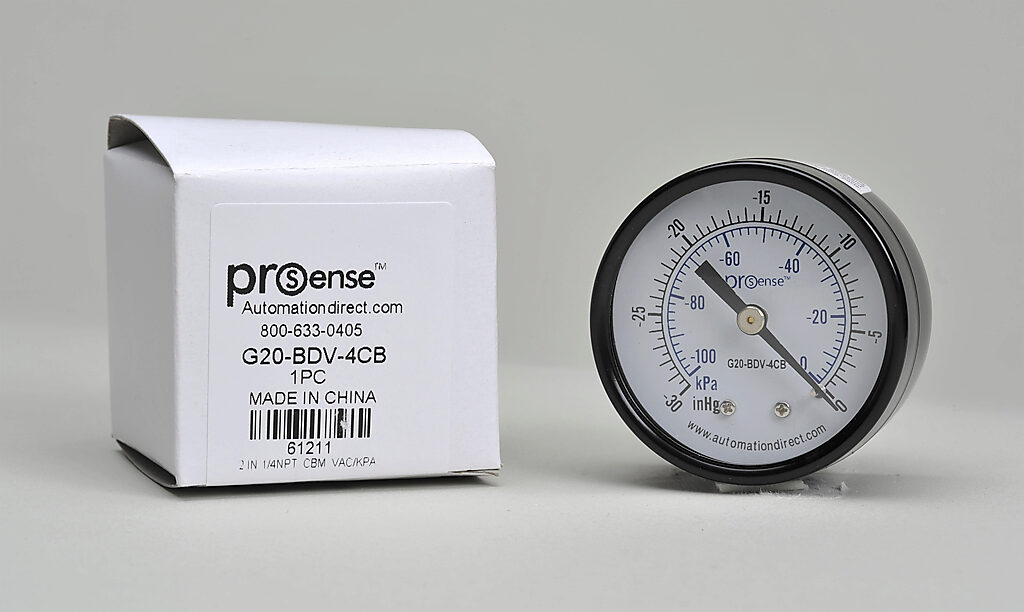 prosense™
Automationdirect.com
800-633-0405
G20-BDV-4CB
1PC
MADE IN CHINA
61211
2 IN 1/4NPT CBM VAC/KPA
-30
-25
-20
-15
-10
-5
0
-100
-80
-60
-40
-20
0
prosense™
G20-BDV-4CB
kPa
inHg
www.automationdirect.com